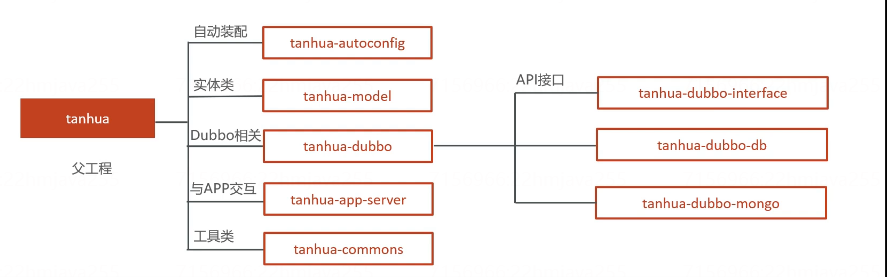 自动装配
tanhua-autoconfig
实体类
tanhua-model
API接口
tanhua-dubbo-interface
tanhua
父工程
Dubbo相关
tanhua-dubbo
tanhua-dubbo-db
与APP交互
tanhua-app-server
tanhua-dubbo-mongo
工具类
tanhua-commons